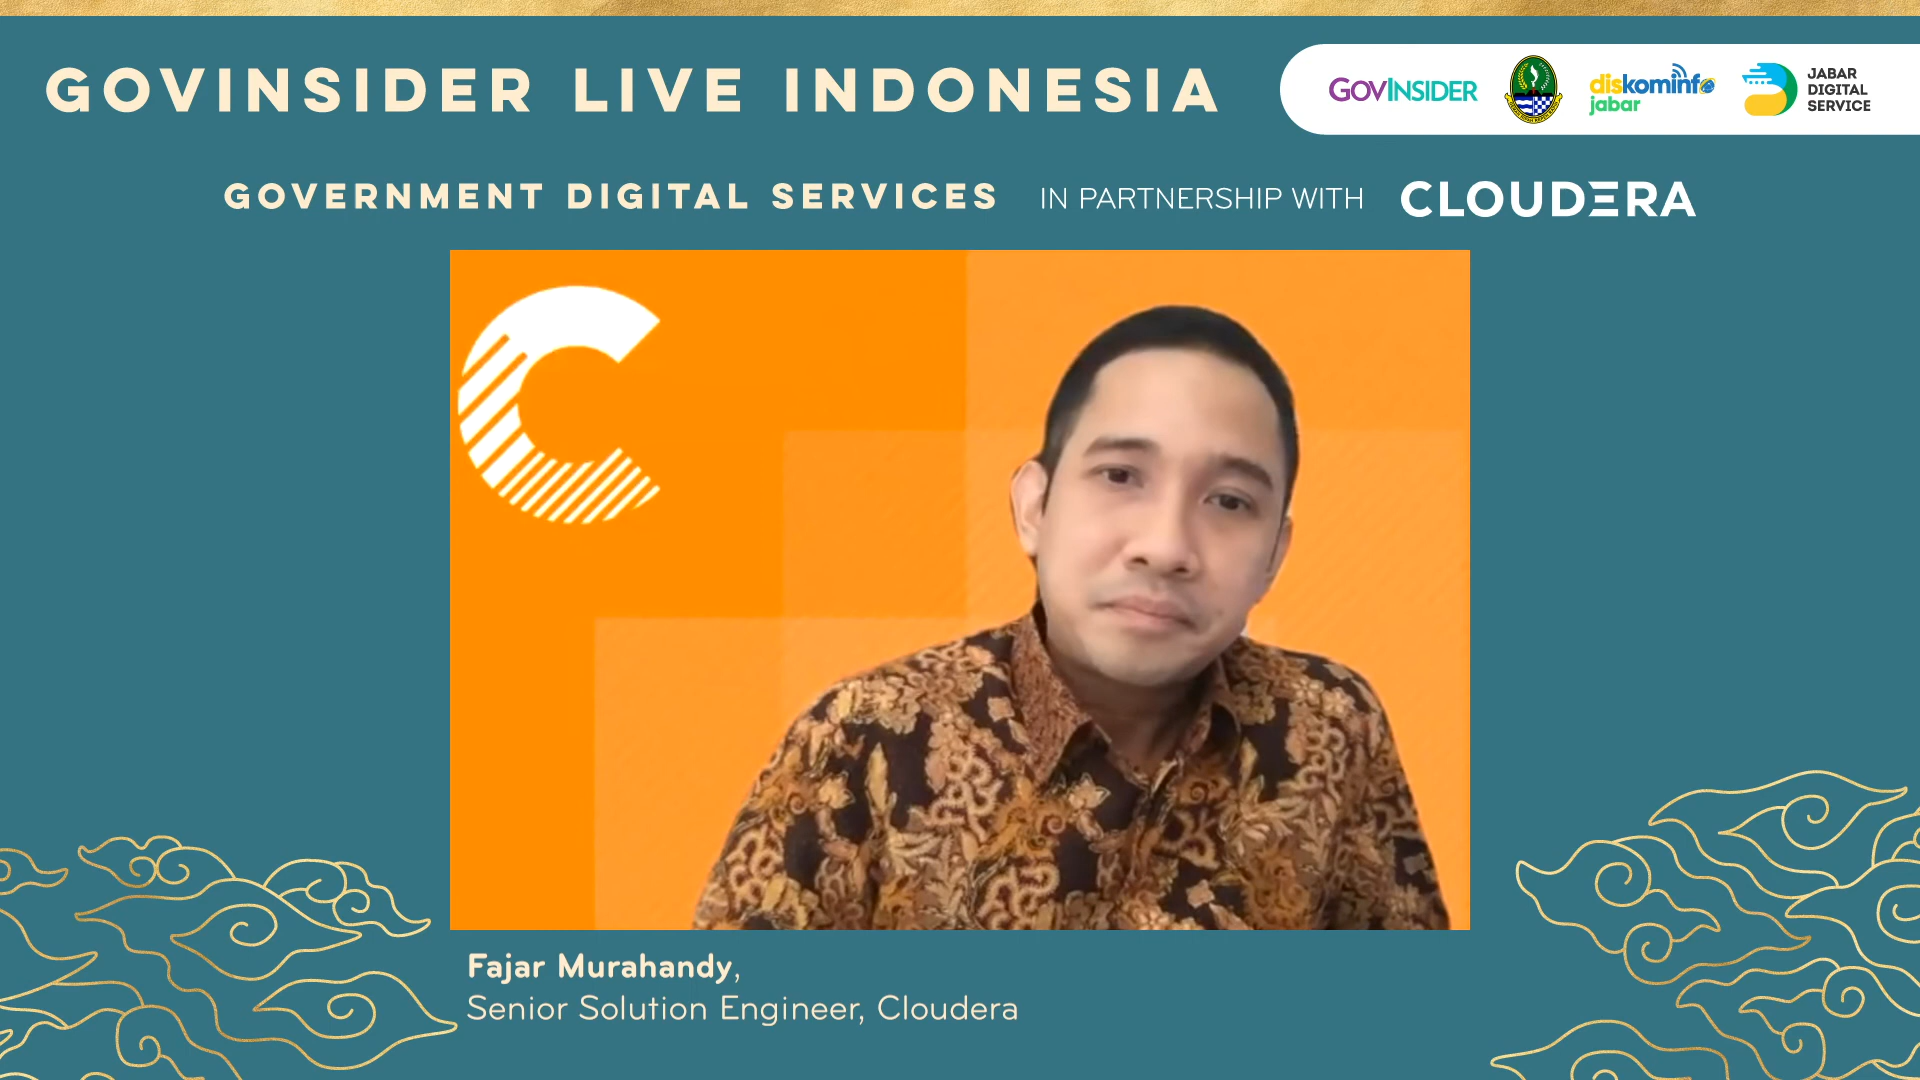 GOVINSIDER LIVE INDONESIA
GOVINSIDER
diskominfo
jabar
JABAR
DIGITAL
SERVICE
GOVERNMENT DIGITAL SERVICES IN PARTNERSHIP WITH CLOUDERA
Fajar Murahandy,
Senior Solution Engineer, Cloudera